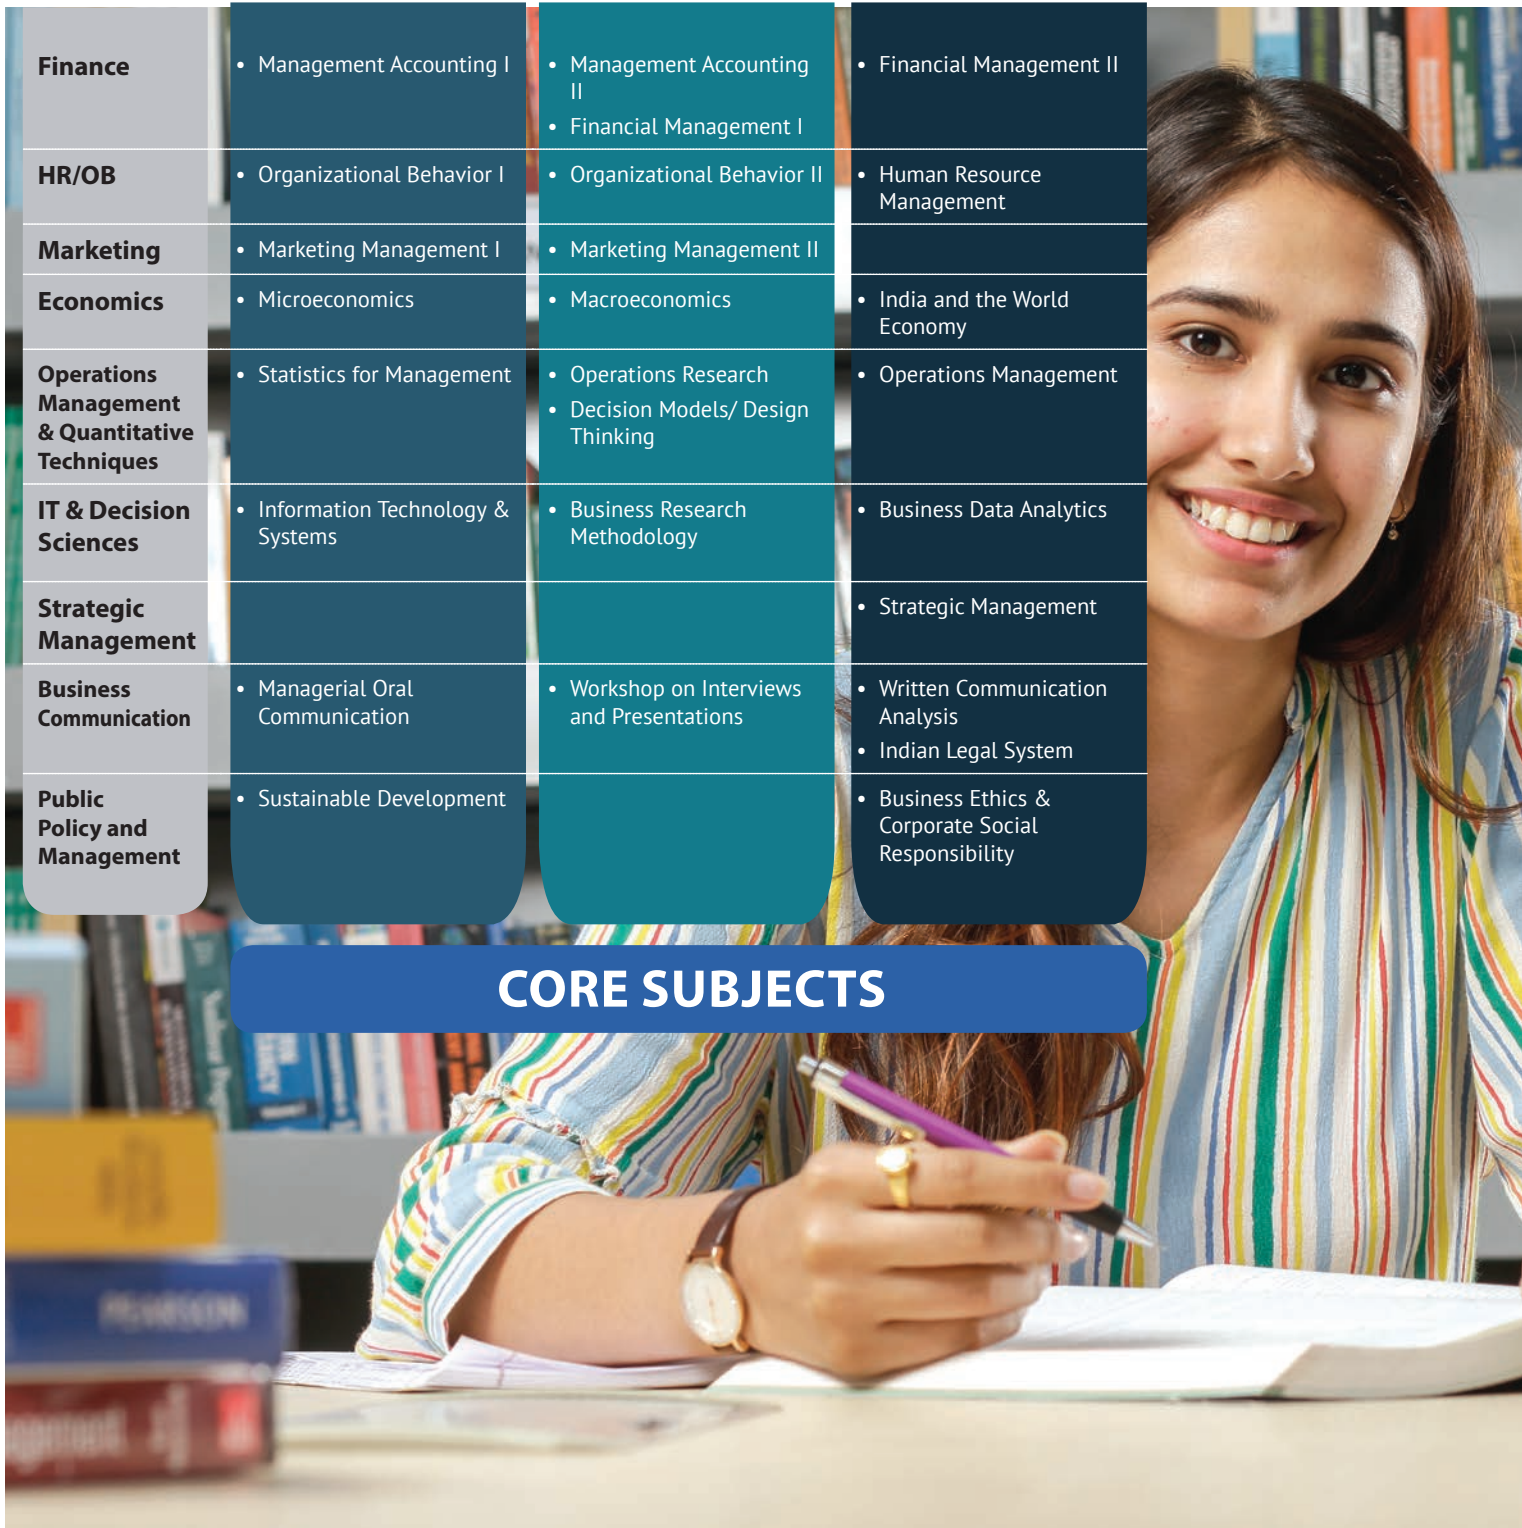 Finance
• Management Accounting I
• Management Accounting
II
• Financial Management I
• Financial Management II
HR/OB
• Organizational Behavior I
• Organizational Behavior II
• Human Resource
Management
Marketing
• Marketing Management I
• Marketing Management II
Economics
• Microeconomics
• Macroeconomics
• India and the World
Economy
Operations
Management
& Quantitative
Techniques
• Statistics for Management
• Operations Research
• Decision Models/ Design
Thinking
• Operations Management
IT & Decision
Sciences
• Information Technology &
Systems
• Business Research
Methodology
• Business Data Analytics
Strategic
Management
• Strategic Management
Business
Communication
• Managerial Oral
Communication
• Workshop on Interviews
and Presentations
• Written Communication
Analysis
• Indian Legal System
Public
Policy and
Management
• Sustainable Development
• Business Ethics &
Corporate Social
Responsibility
CORE SUBJECTS
PEARSON